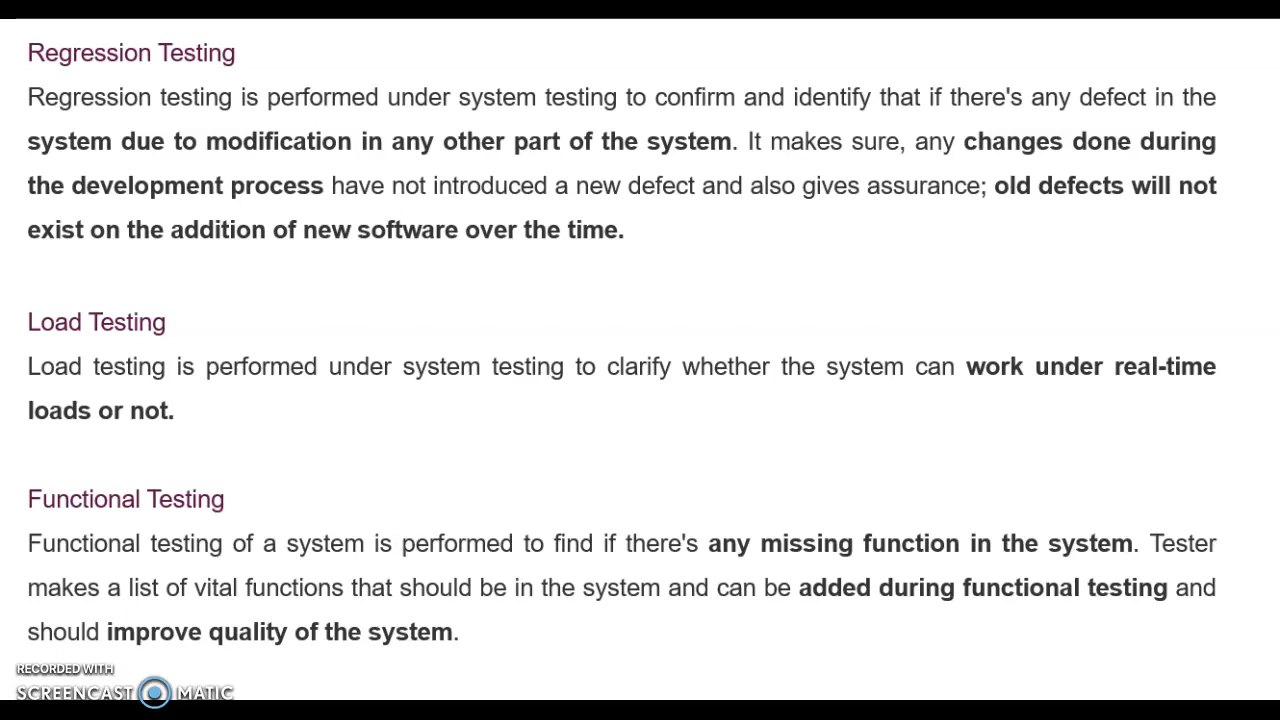 Regression Testing
Regression testing is performed under system testing to confirm and identify that if there's any defect in the
system due to modification in any other part of the system. It makes sure, any changes done during
the development process have not introduced a new defect and also gives assurance; old defects will not
exist on the addition of new software over the time.
Load Testing
Load testing is performed under system testing to clarify whether the system can work under real-time
loads or not.
Functional Testing
Functional testing of a system is performed to find if there's any missing function in the system. Tester
makes a list of vital functions that should be in the system and can be added during functional testing and
should improve quality of the system.
RECORDED WITH
SCREENCAST MATIC